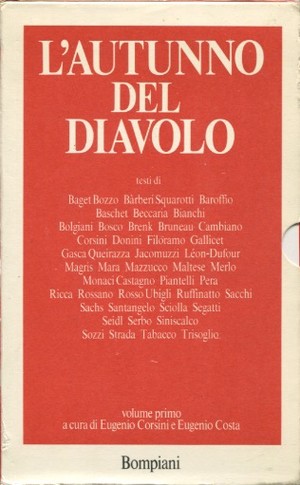 L'AUTUNNO
DEL
DIAVOLO
testi di
Baget Bozzo Bàrberi Squarotti Baroffio
Baschet Beccaria Bianchi
Bolgiani Bosco Brenk Bruneau Cambiano
Corsini Donini Filoramo Gallicet
Gasca Queirazza Jacomuzzi Léon-Dufour
Magris Mara Mazzucco Maltese Merlo
Monaci Castagno Piantelli Pera
Ricca Rossano Rosso Ubigli Ruffinatto Sacchi
Sachs Santangelo Sciolla Segatti
Seidl Serbo Siniscalco
Sozzi Strada Tabacco Trisoglio.
volume primo
a cura di Eugenio Corsini e Eugenio Costa
Bompiani